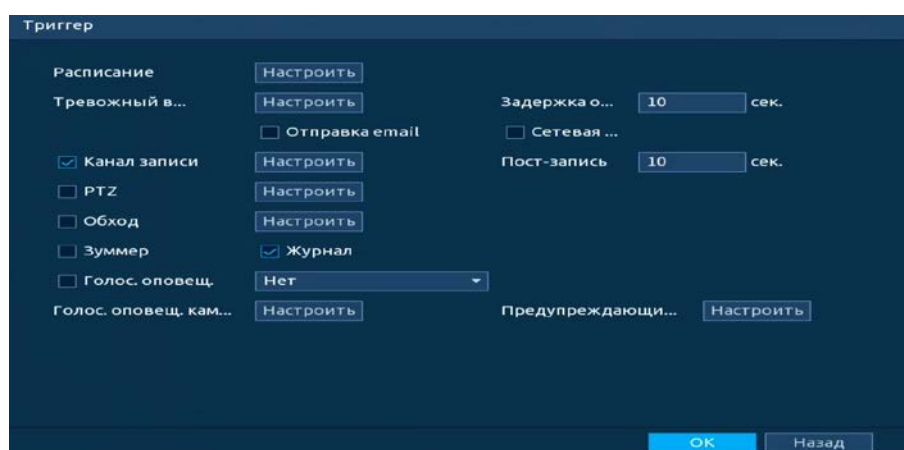 Триггер
Расписание Настроить
Тревожный в... Настроить Задержка о... 10 сек.
Отправка email Сетевая ...
Канал записи Настроить Пост-запись 10 сек.
PTZ Настроить
Обход Настроить
Зуммер Журнал
Голос. оповещ. Нет
Голос. оповещ. кам... Настроить Предупреждающи... Настроить
OK Назад